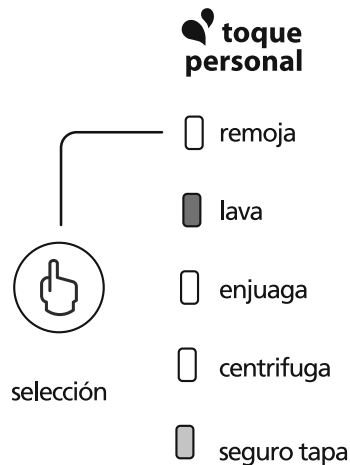 toque
personal
remoja
lava
enjuaga
centrifuga
selección
seguro tapa